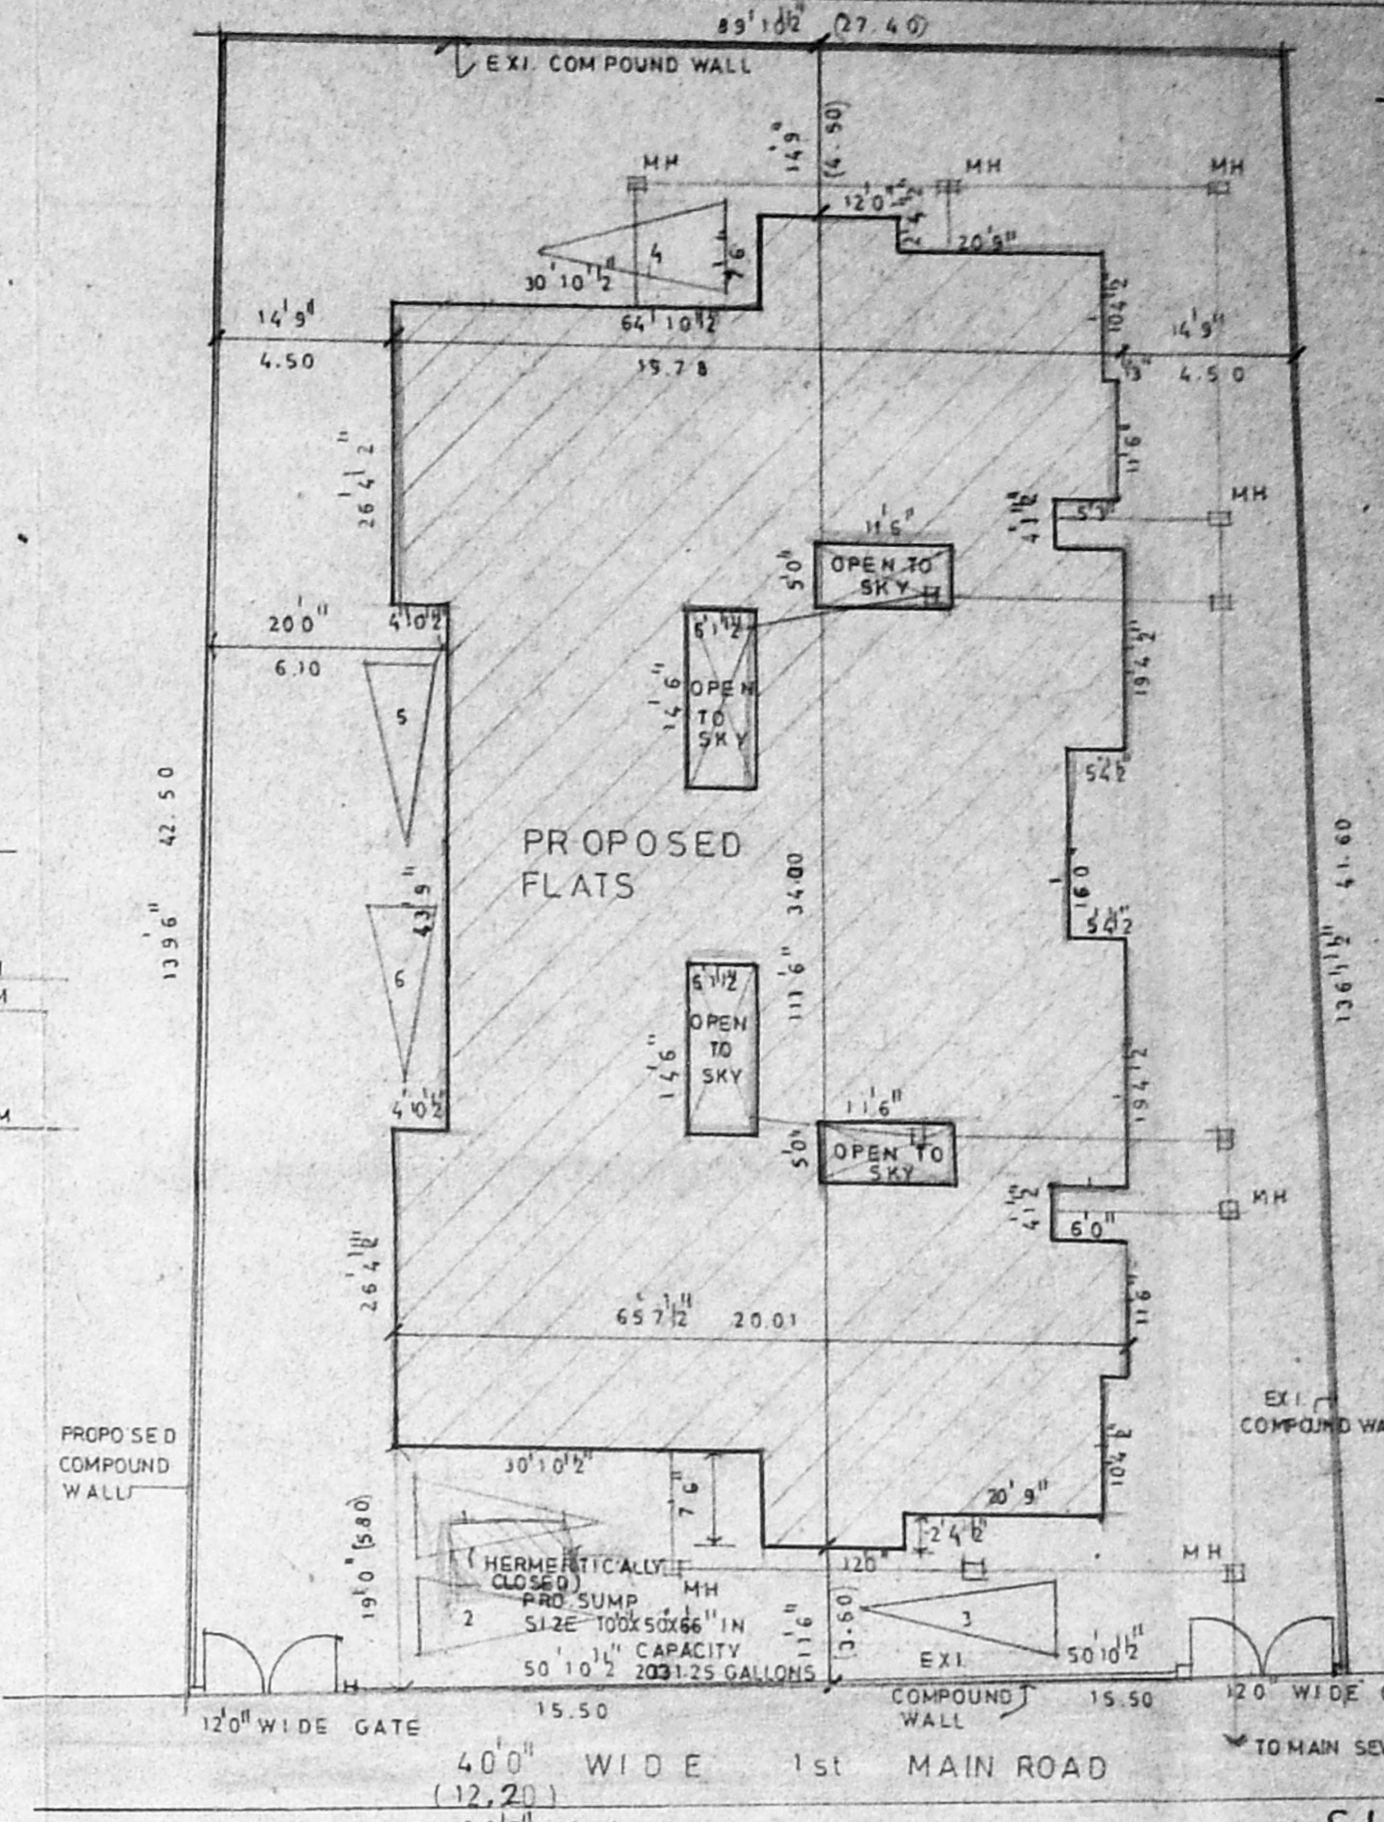 89'10½" (27.40)
EXI. COMPOUND WALL
14'9"
(4.50)
MH
MH
MH
12'0½"
2'4½"
20'9"
4
7'6"
30'10½"
64'10½"
19.78
14'9"
4.50
10'4½"
14'9"
4.50
26'4½"
11'6"
4'1½"
MH
11'6"
5'0"
OPEN TO
SKY
20'0"
6.10
4'10½"
6'1½"
14'6"
OPEN
TO
SKY
19'4½"
5
5'4½"
PROPOSED
FLATS
42.50
139'6"
34.00
111'6"
16'0"
5'4½"
41.60
136'1½"
43'9"
6
6'1½"
14'6"
OPEN
TO
SKY
19'4½"
4'10½"
11'6"
5'0"
OPEN TO
SKY
4'1½"
6'0"
MH
26'4½"
65'7½" 20.01
11'6"
EXI.
COMPOUND WA
PROPOSED
COMPOUND
WALL
30'10½"
7'6"
20'9"
10'4½"
2'4½"
12'0"
19'0" (5.80)
1
(HERMETICALLY
CLOSED)
MH
MH
PRO SUMP
2
SIZE 100X50X66" IN
CAPACITY
2031.25 GALLONS
50'10½"
15.50
11'6"
(3.60)
3
EXI.
COMPOUND
WALL
50'10½"
15.50
12'0" WIDE GATE
12'0" WIDE
TO MAIN SEW
40'0" WIDE 1st MAIN ROAD
(12,20)